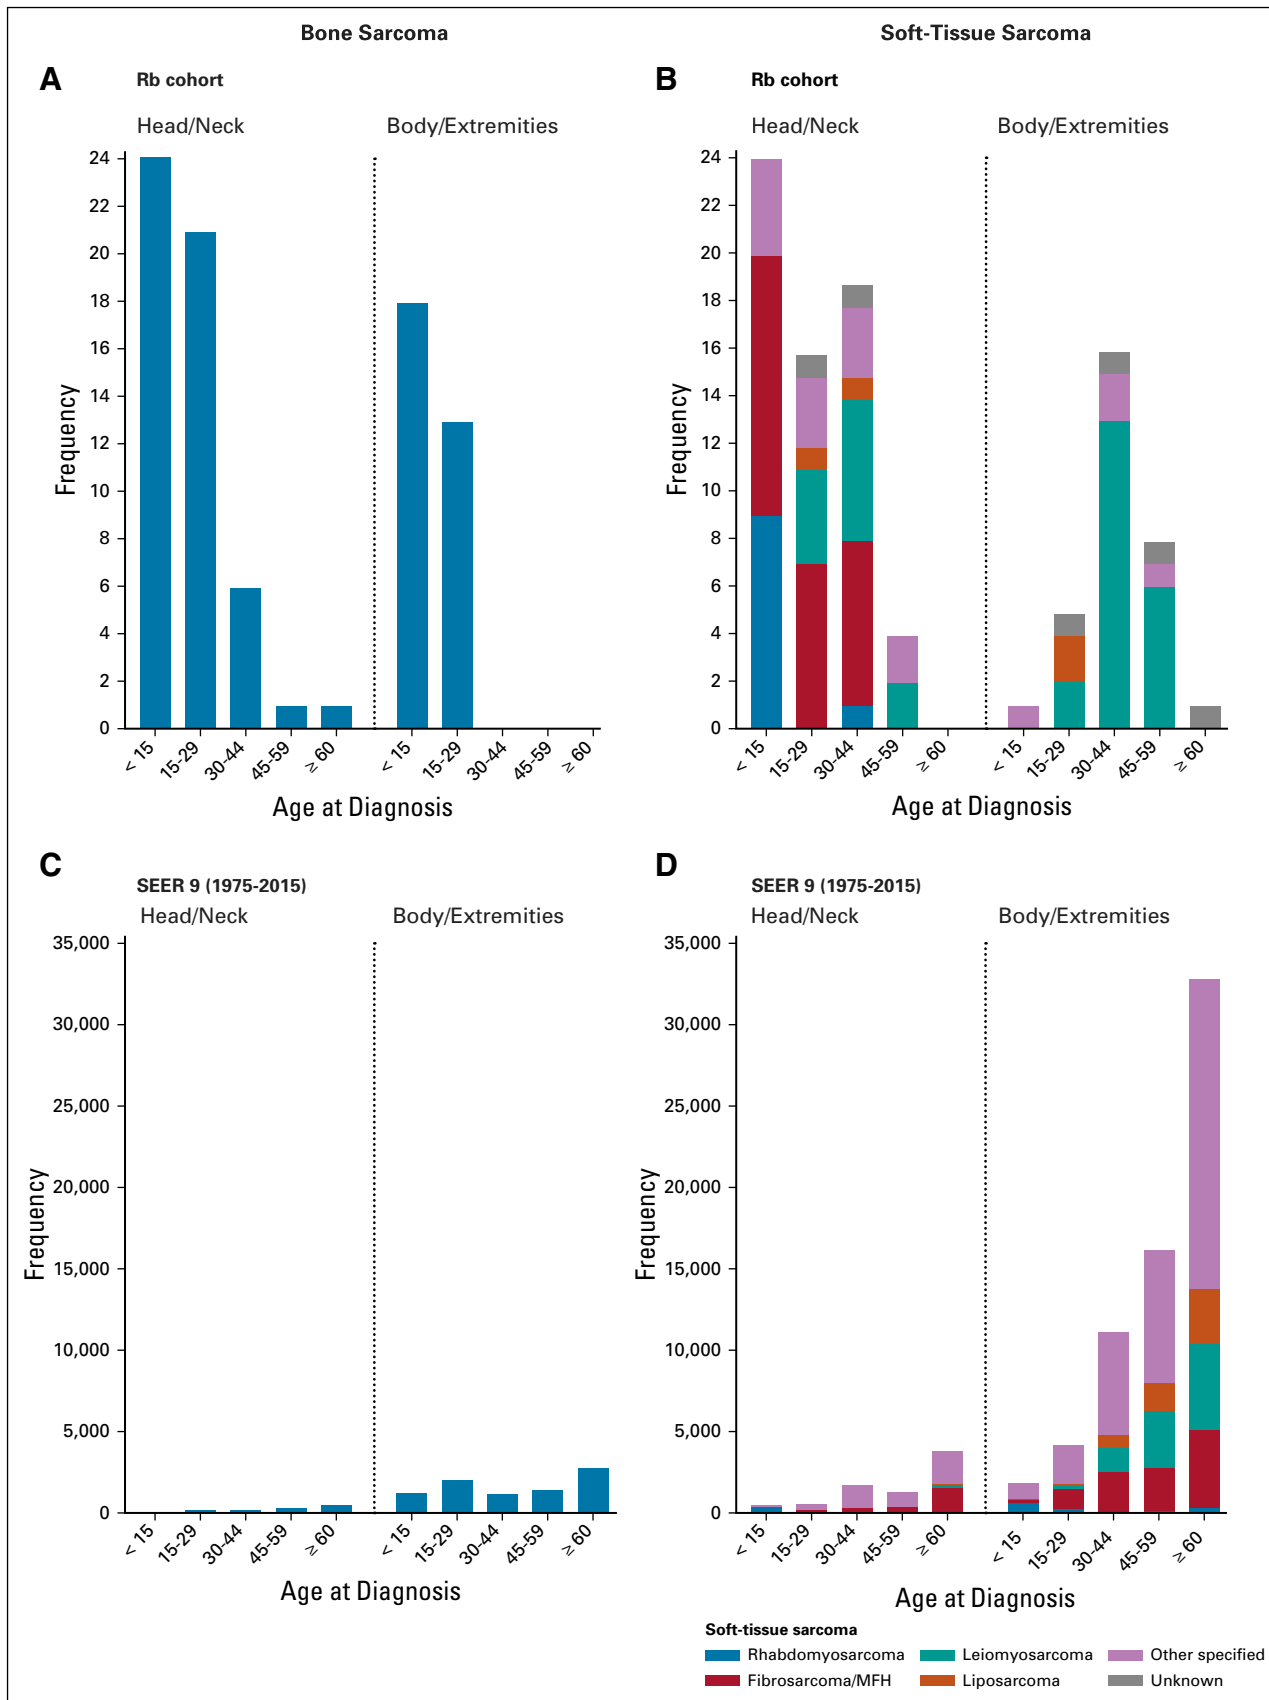 Bone Sarcoma
Soft-Tissue Sarcoma
A
Rb cohort
Head/Neck
Body/Extremities
24
22
20
18
16
14
12
10
8
6
4
2
0
Frequency
< 15
15-29
30-44
45-59
≥ 60
< 15
15-29
30-44
45-59
≥ 60
Age at Diagnosis
B
Rb cohort
Head/Neck
Body/Extremities
24
22
20
18
16
14
12
10
8
6
4
2
0
Frequency
< 15
15-29
30-44
45-59
≥ 60
< 15
15-29
30-44
45-59
≥ 60
Age at Diagnosis
C
SEER 9 (1975-2015)
Head/Neck
Body/Extremities
35,000
30,000
25,000
20,000
15,000
10,000
5,000
0
Frequency
< 15
15-29
30-44
45-59
≥ 60
< 15
15-29
30-44
45-59
≥ 60
Age at Diagnosis
D
SEER 9 (1975-2015)
Head/Neck
Body/Extremities
35,000
30,000
25,000
20,000
15,000
10,000
5,000
0
Frequency
< 15
15-29
30-44
45-59
≥ 60
< 15
15-29
30-44
45-59
≥ 60
Age at Diagnosis
Soft-tissue sarcoma
Rhabdomyosarcoma
Leiomyosarcoma
Other specified
Fibrosarcoma/MFH
Liposarcoma
Unknown